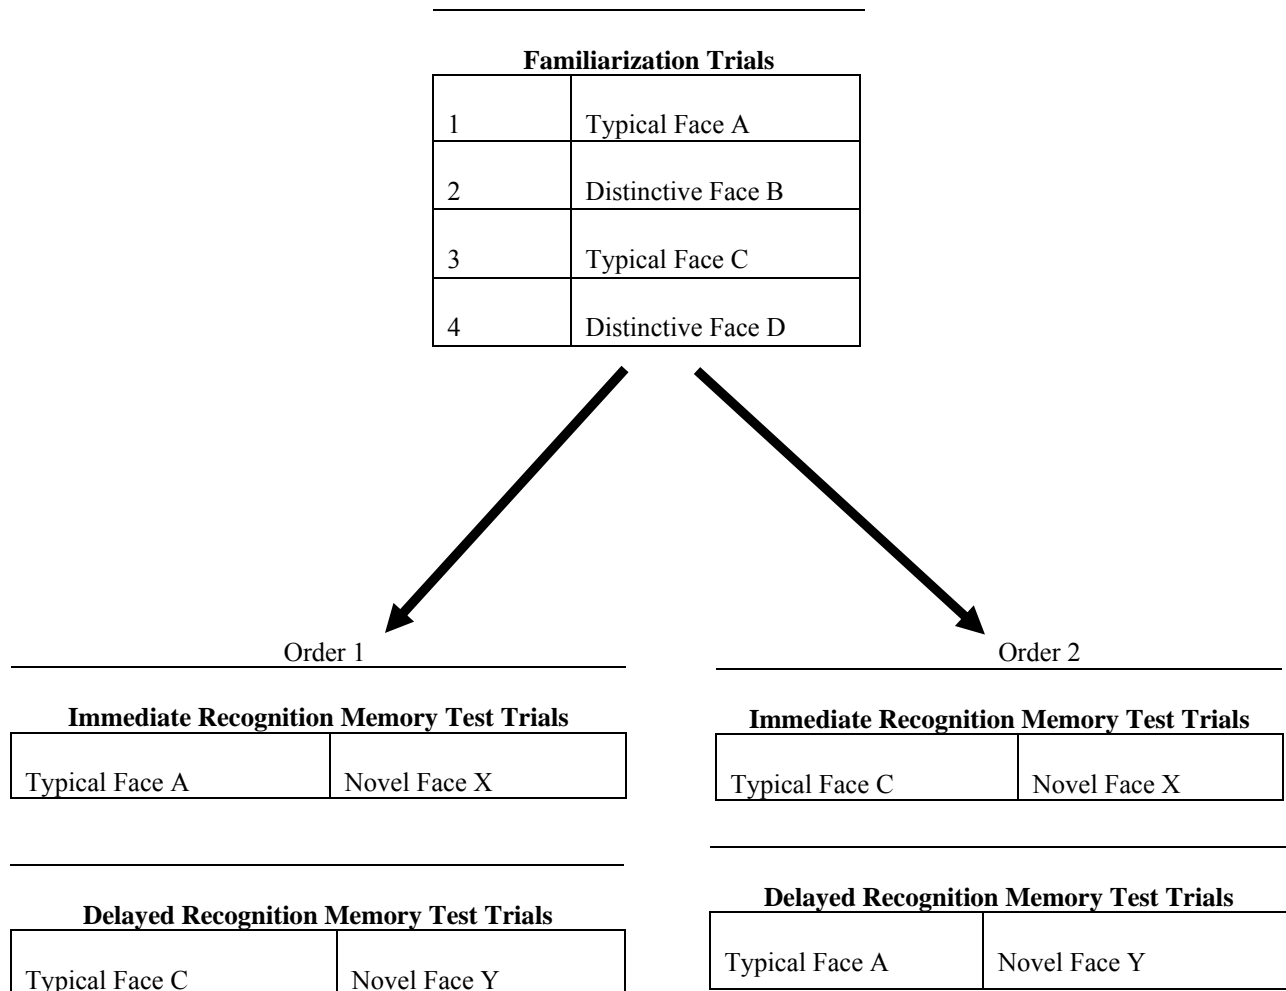 Familiarization Trials
1 Typical Face A
2 Distinctive Face B
3 Typical Face C
4 Distinctive Face D
Order 1
Immediate Recognition Memory Test Trials
Typical Face A Novel Face X
Delayed Recognition Memory Test Trials
Typical Face C Novel Face Y
Order 2
Immediate Recognition Memory Test Trials
Typical Face C Novel Face X
Delayed Recognition Memory Test Trials
Typical Face A Novel Face Y